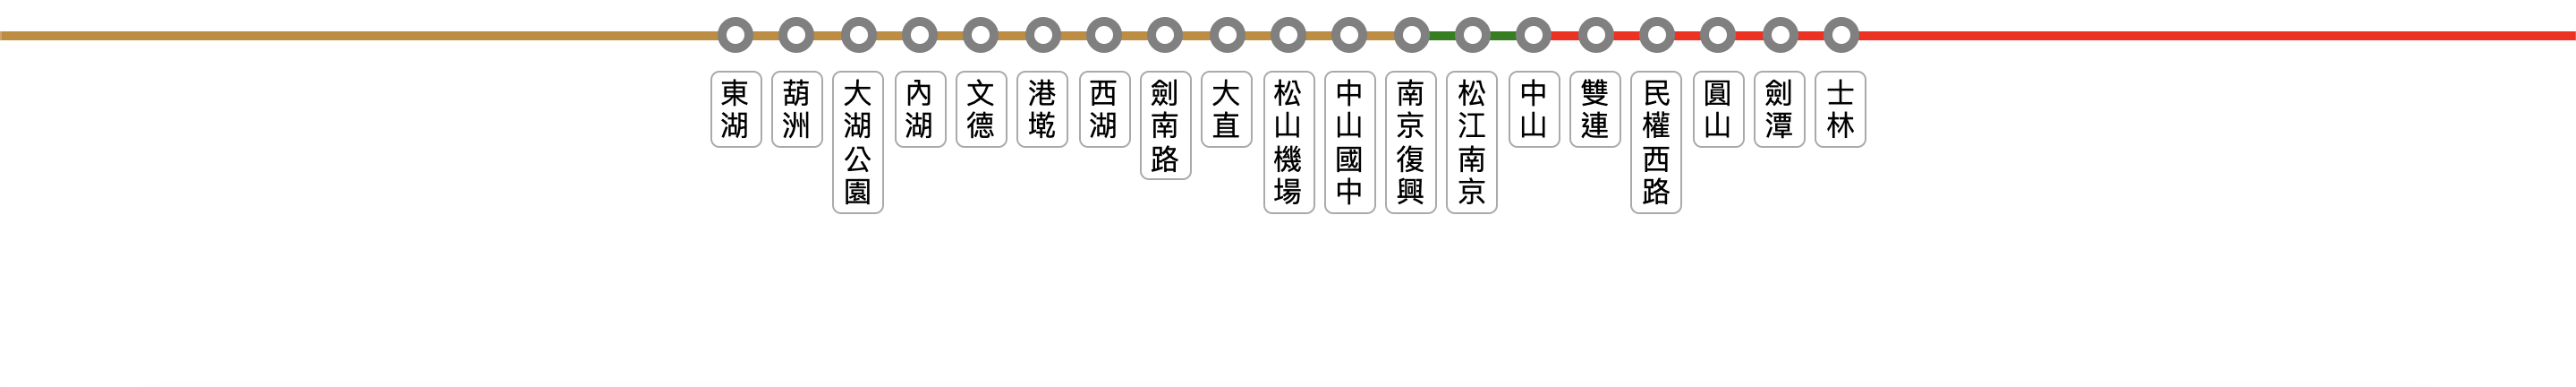 東湖
葫洲
大湖公園
內湖
文德
港墘
西湖
劍南路
大直
松山機場
中山國中
南京復興
松江南京
中山
雙連
民權西路
圓山
劍潭
士林